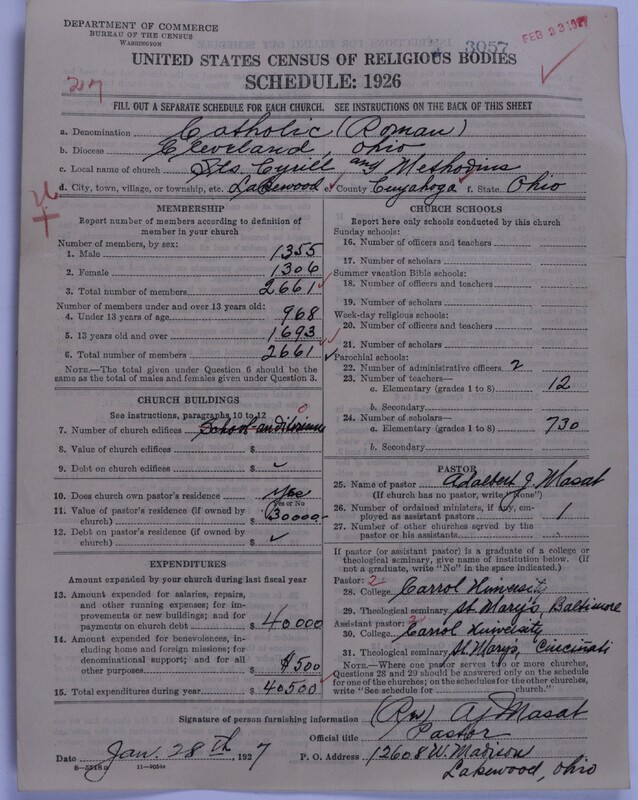 DEPARTMENT OF COMMERCE
BUREAU OF THE CENSUS
WASHINGTON
3057
FEB 23 1927
UNITED STATES CENSUS OF RELIGIOUS BODIES
SCHEDULE: 1926
FILL OUT A SEPARATE SCHEDULE FOR EACH CHURCH. SEE INSTRUCTIONS ON THE BACK OF THIS SHEET
a. Denomination Catholic (Roman)
b. Diocese Cleveland, Ohio
c. Local name of church Sts. Cyrill and Methodius
d. City, town, village, or township, etc. Lakewood e. County Cuyahoga f. State Ohio
MEMBERSHIP
Report number of members according to definition of
member in your church
Number of members, by sex:
1. Male 1355
2. Female 1306
3. Total number of members 2661
Number of members under and over 13 years old:
4. Under 13 years of age 968
5. 13 years old and over 1693
6. Total number of members 2661
NOTE.—The total given under Question 6 should be
the same as the total of males and females given under Question 3.
CHURCH BUILDINGS
See instructions, paragraphs 10 to 12
7. Number of church edifices School-auditorium 0
8. Value of church edifices $
9. Debt on church edifices $
10. Does church own pastor's residence Yes
Yes or No
11. Value of pastor's residence (if owned by
church) $ 30000-
12. Debt on pastor's residence (if owned by
church) $
EXPENDITURES
Amount expended by your church during last fiscal year
13. Amount expended for salaries, repairs,
and other running expenses; for im-
provements or new buildings; and for
payments on church debt $ 40.000
14. Amount expended for benevolences, in-
cluding home and foreign missions; for
denominational support; and for all
other purposes $500
15. Total expenditures during year $ 40.500
CHURCH SCHOOLS
Report here only schools conducted by this church
Sunday schools:
16. Number of officers and teachers
17. Number of scholars
Summer vacation Bible schools:
18. Number of officers and teachers
19. Number of scholars
Week-day religious schools:
20. Number of officers and teachers
21. Number of scholars
Parochial schools:
22. Number of administrative officers 2
23. Number of teachers—
a. Elementary (grades 1 to 8) 12
b. Secondary
24. Number of scholars—
a. Elementary (grades 1 to 8) 730
b. Secondary
PASTOR
25. Name of pastor Adalbert J. Masat
(If church has no pastor, write "none")
26. Number of ordained ministers, if any, em-
ployed as assistant pastors 1
27. Number of other churches served by the
pastor or his assistants
If pastor (or assistant pastor) is a graduate of a college or
theological seminary, give name of institution below. (If
not a graduate, write "No" in the space indicated.)
Pastor: 2
28. College Carrol University
29. Theological seminary St. Mary's, Baltimore
Assistant pastor: 2
30. College Carrol University
31. Theological seminary St. Mary's, Cincinati
NOTE.—Where one pastor serves two or more churches,
Questions 28 and 29 should be answered only on the schedule
for one of the churches; on the schedules for the other churches,
write "See schedule for church."
Signature of person furnishing information (Rev) A J Masat
Official title Pastor
Date Jan. 28th, 1927 P. O. Address 12608 W. Madison
Lakewood, Ohio
8-5518a 11-9054a